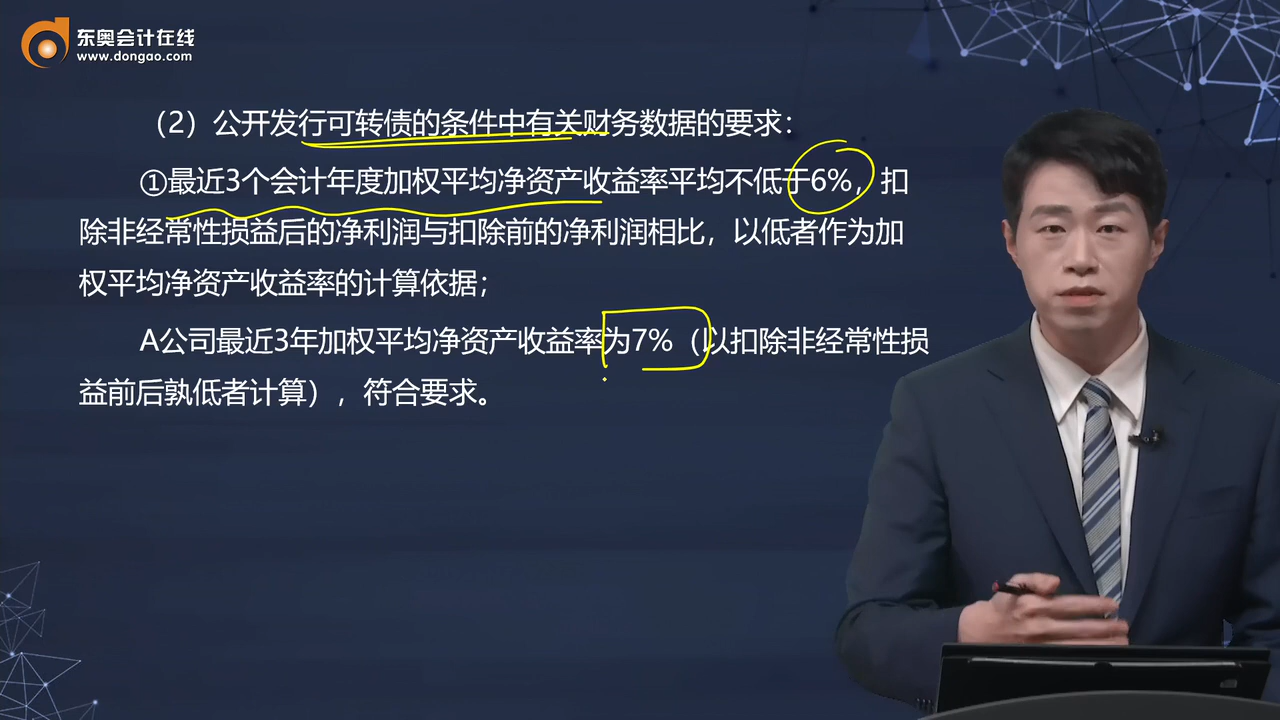 东奥会计在线
www.dongao.com
（2）公开发行可转债的条件中有关财务数据的要求：
①最近3个会计年度加权平均净资产收益率平均不低于6%，扣
除非经常性损益后的净利润与扣除前的净利润相比，以低者作为加
权平均净资产收益率的计算依据；
A公司最近3年加权平均净资产收益率为7%（以扣除非经常性损
益前后孰低者计算），符合要求。